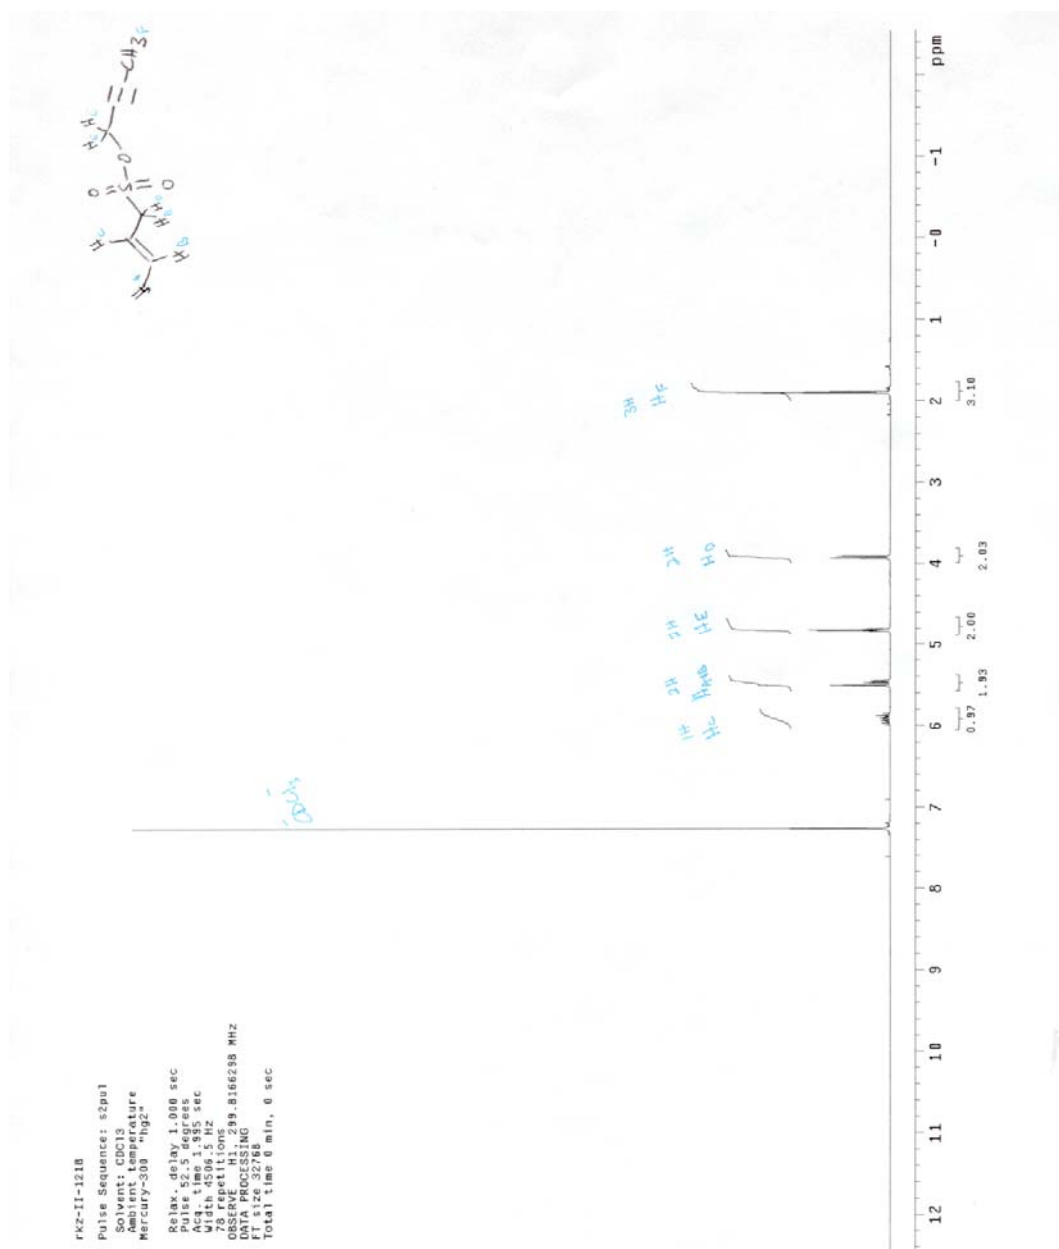 rkz-II-121B
Pulse Sequence: s2pul
Solvent: CDCl3
Ambient temperature
Mercury-300 "hg2"
Relax. delay 1.000 sec
Pulse 52.5 degrees
Acq. time 1.995 sec
Width 4506.5 Hz
78 repetitions
OBSERVE H1, 299.8166298 MHz
DATA PROCESSING
FT size 32768
Total time 0 min, 0 sec
CH3F
O
S
O
O
CDCl3
1H
HC
2H
2H
HE
2H
HD
3H
HF
12 11 10 9 8 7 6 5 4 3 2 1 -0 -1 ppm
0.97 1.93 2.00 2.03 3.10